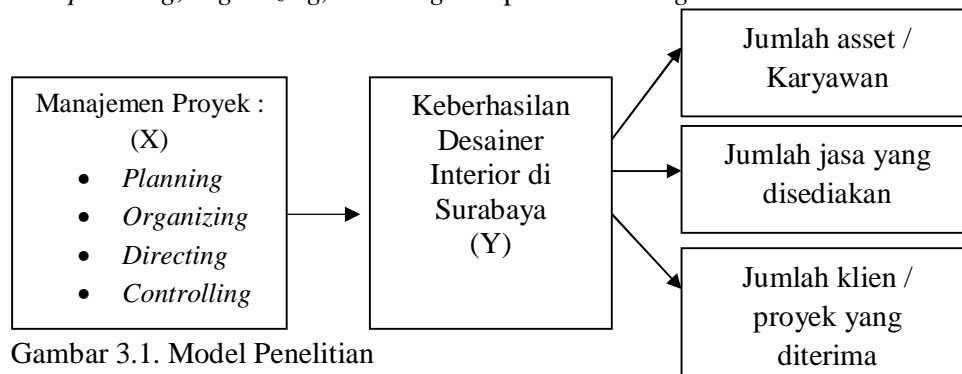 Manajemen Proyek :
(X)
• Planning
• Organizing
• Directing
• Controlling
Keberhasilan
Desainer
Interior di
Surabaya
(Y)
Jumlah asset /
Karyawan
Jumlah jasa yang
disediakan
Jumlah klien /
proyek yang
diterima
Gambar 3.1. Model Penelitian